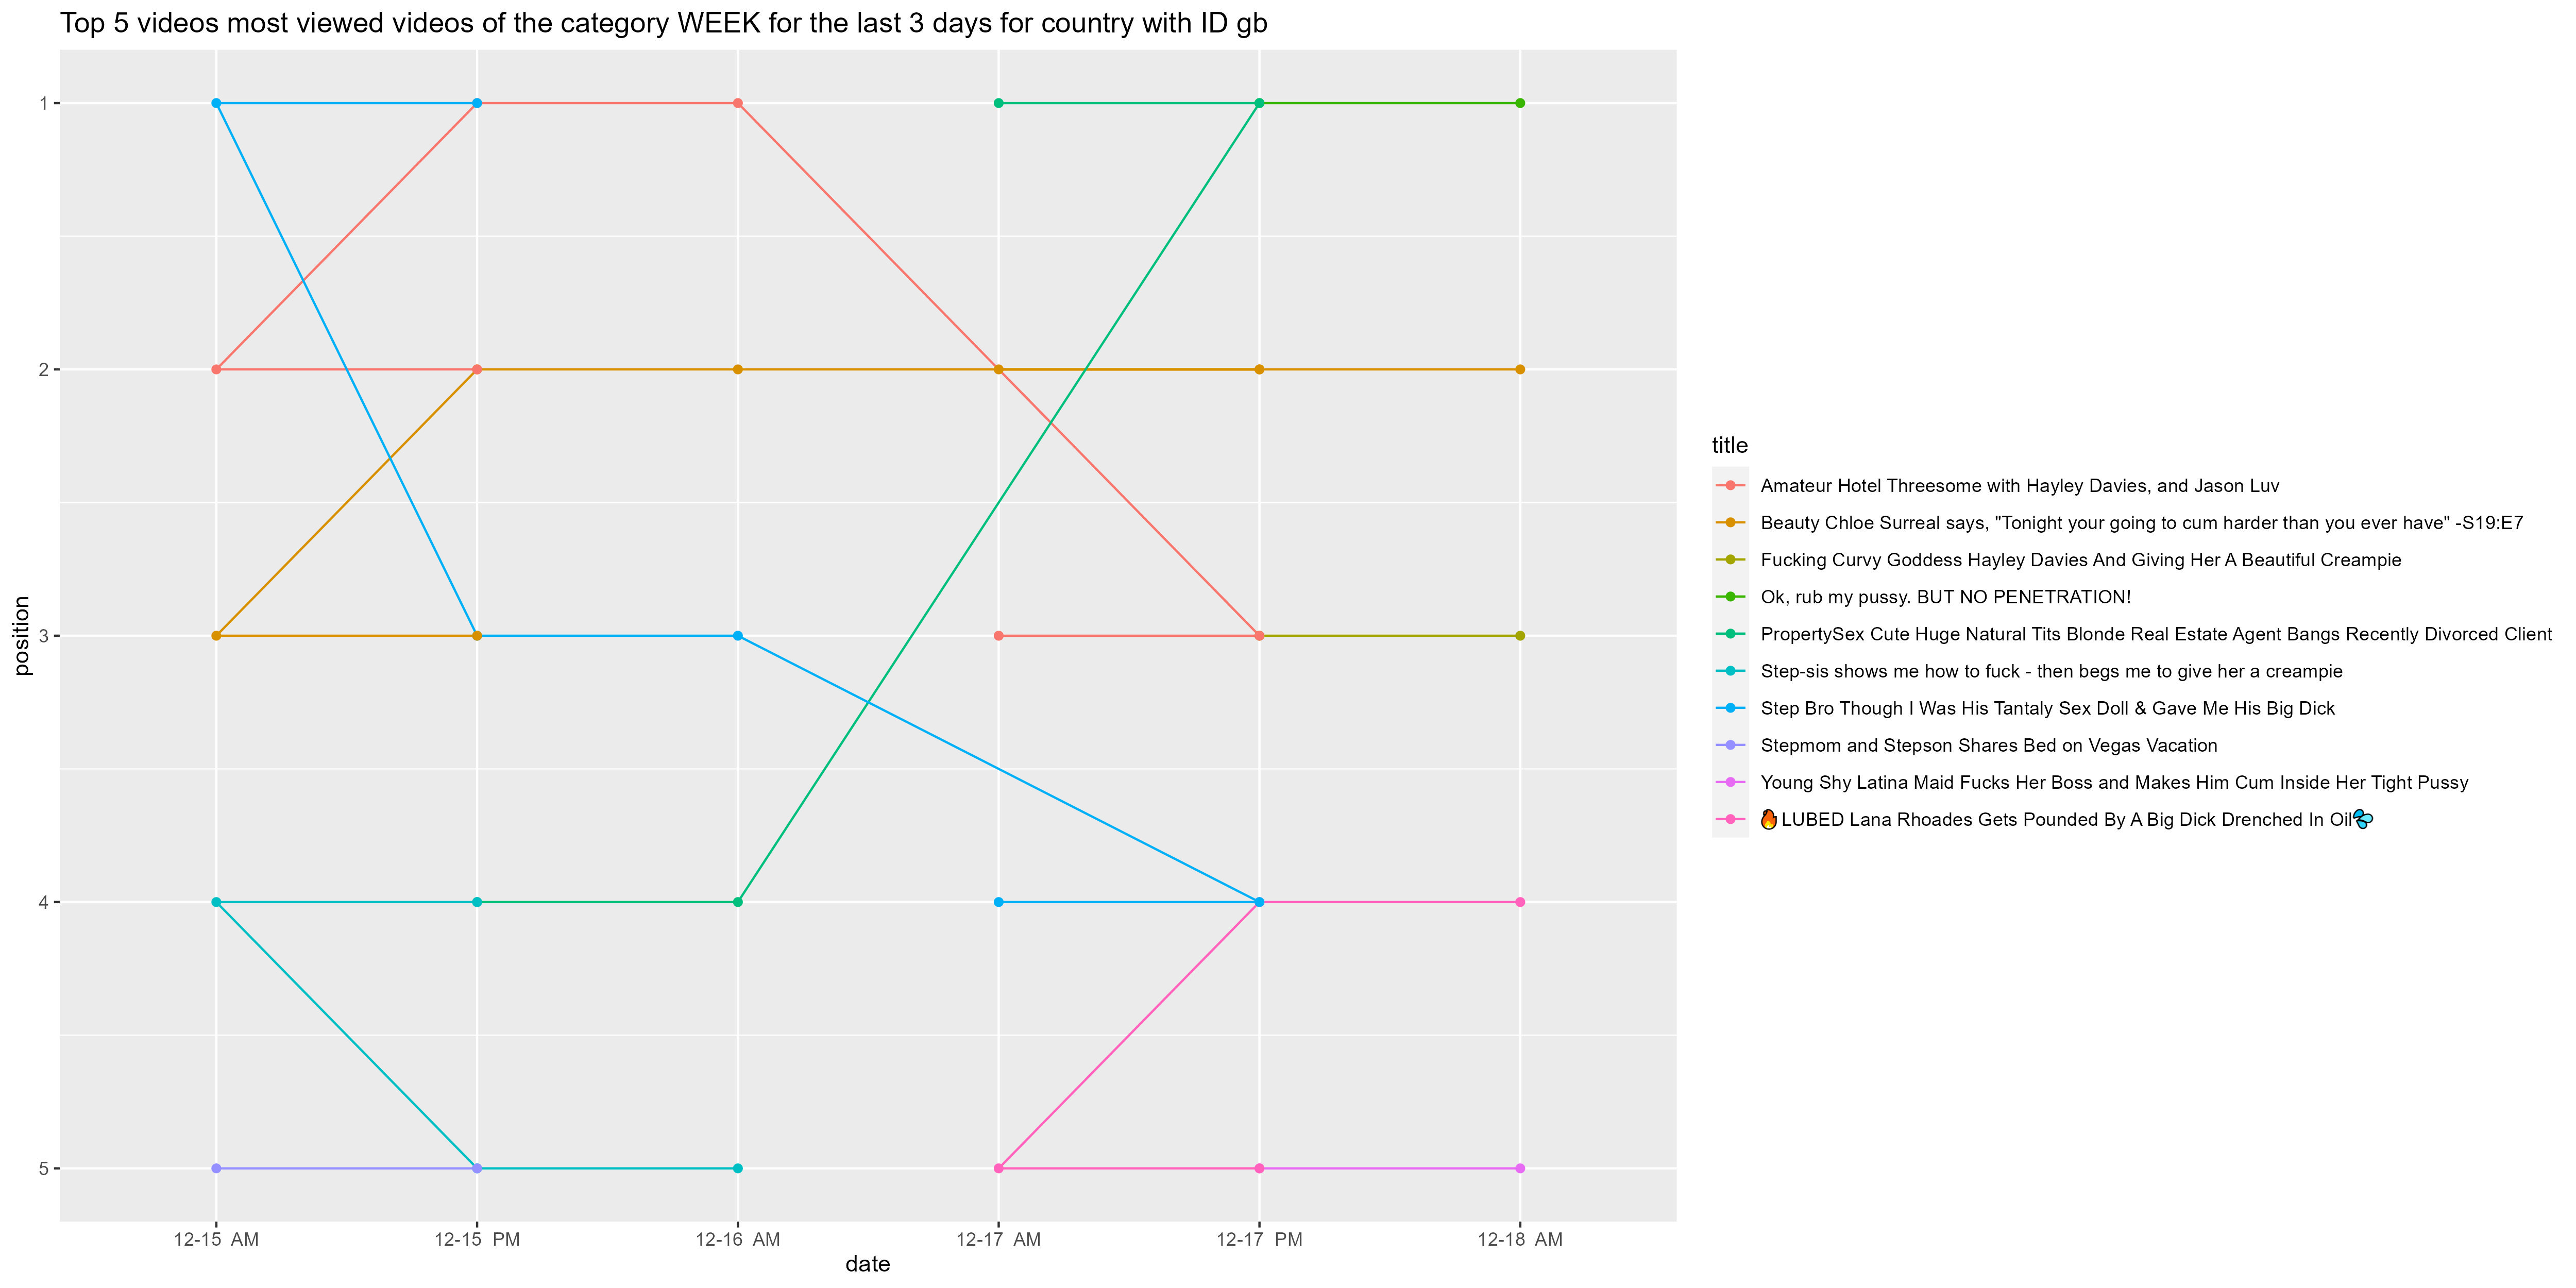 Top 5 videos most viewed videos of the category WEEK for the last 3 days for country with ID gb
position
1
2
3
4
5
12-15 AM
12-15 PM
12-16 AM
12-17 AM
12-17 PM
12-18 AM
date
title
Amateur Hotel Threesome with Hayley Davies, and Jason Luv
Beauty Chloe Surreal says, "Tonight your going to cum harder than you ever have" -S19:E7
Fucking Curvy Goddess Hayley Davies And Giving Her A Beautiful Creampie
Ok, rub my pussy. BUT NO PENETRATION!
PropertySex Cute Huge Natural Tits Blonde Real Estate Agent Bangs Recently Divorced Client
Step-sis shows me how to fuck - then begs me to give her a creampie
Step Bro Though I Was His Tantaly Sex Doll & Gave Me His Big Dick
Stepmom and Stepson Shares Bed on Vegas Vacation
Young Shy Latina Maid Fucks Her Boss and Makes Him Cum Inside Her Tight Pussy
🔥LUBED Lana Rhoades Gets Pounded By A Big Dick Drenched In Oil💦